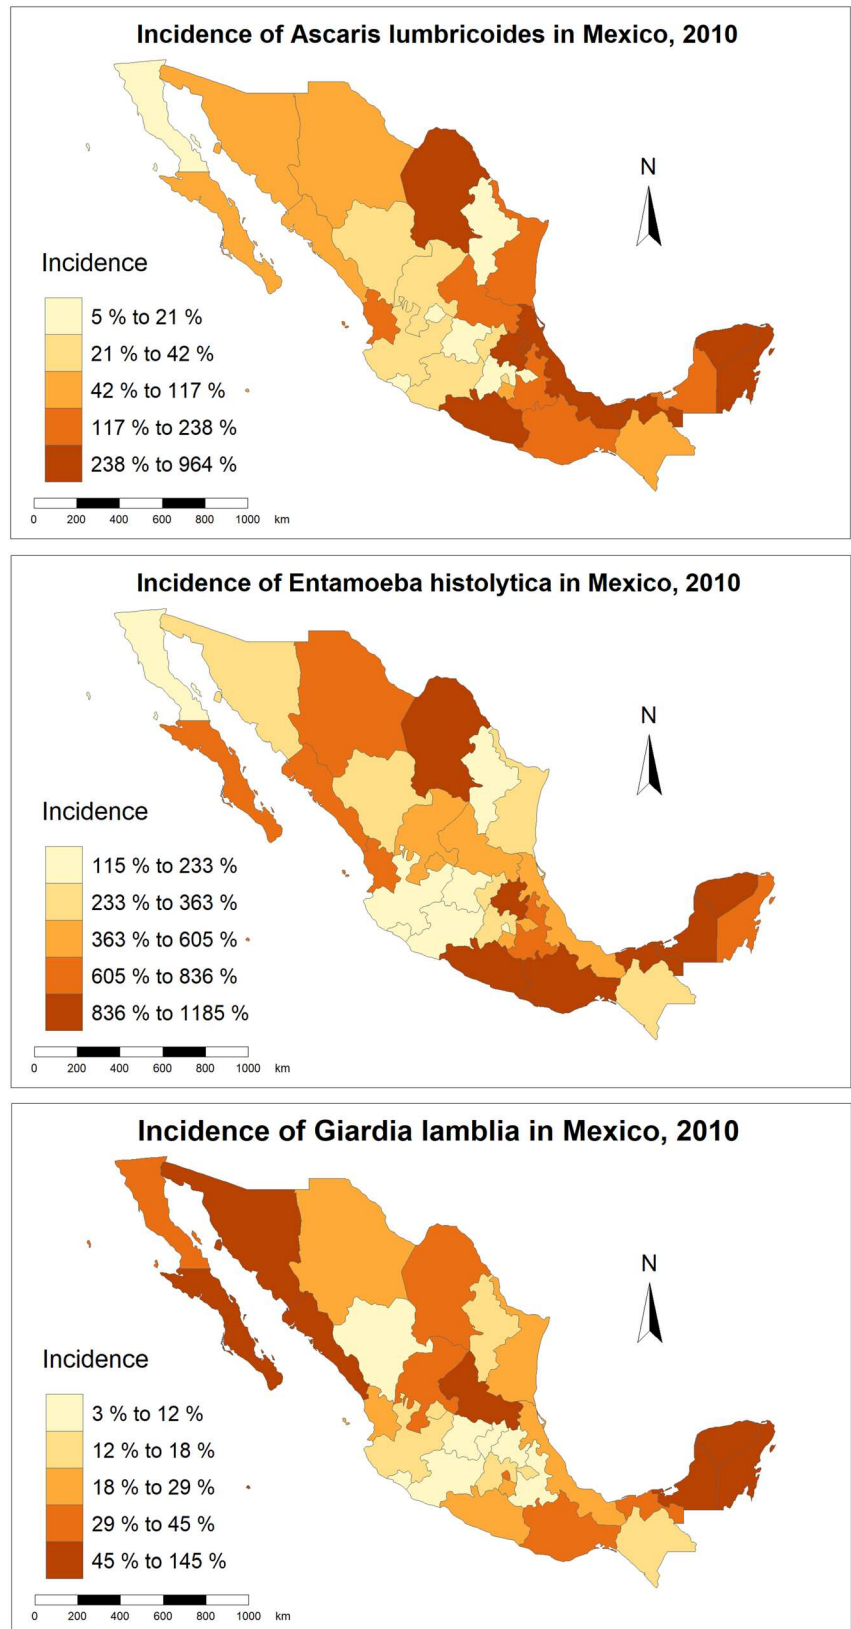 Incidence of Ascaris lumbricoides in Mexico, 2010
N
Incidence
5 % to 21 %
21 % to 42 %
42 % to 117 %
117 % to 238 %
238 % to 964 %
0 200 400 600 800 1000 km
Incidence of Entamoeba histolytica in Mexico, 2010
N
Incidence
115 % to 233 %
233 % to 363 %
363 % to 605 %
605 % to 836 %
836 % to 1185 %
0 200 400 600 800 1000 km
Incidence of Giardia lamblia in Mexico, 2010
N
Incidence
3 % to 12 %
12 % to 18 %
18 % to 29 %
29 % to 45 %
45 % to 145 %
0 200 400 600 800 1000 km